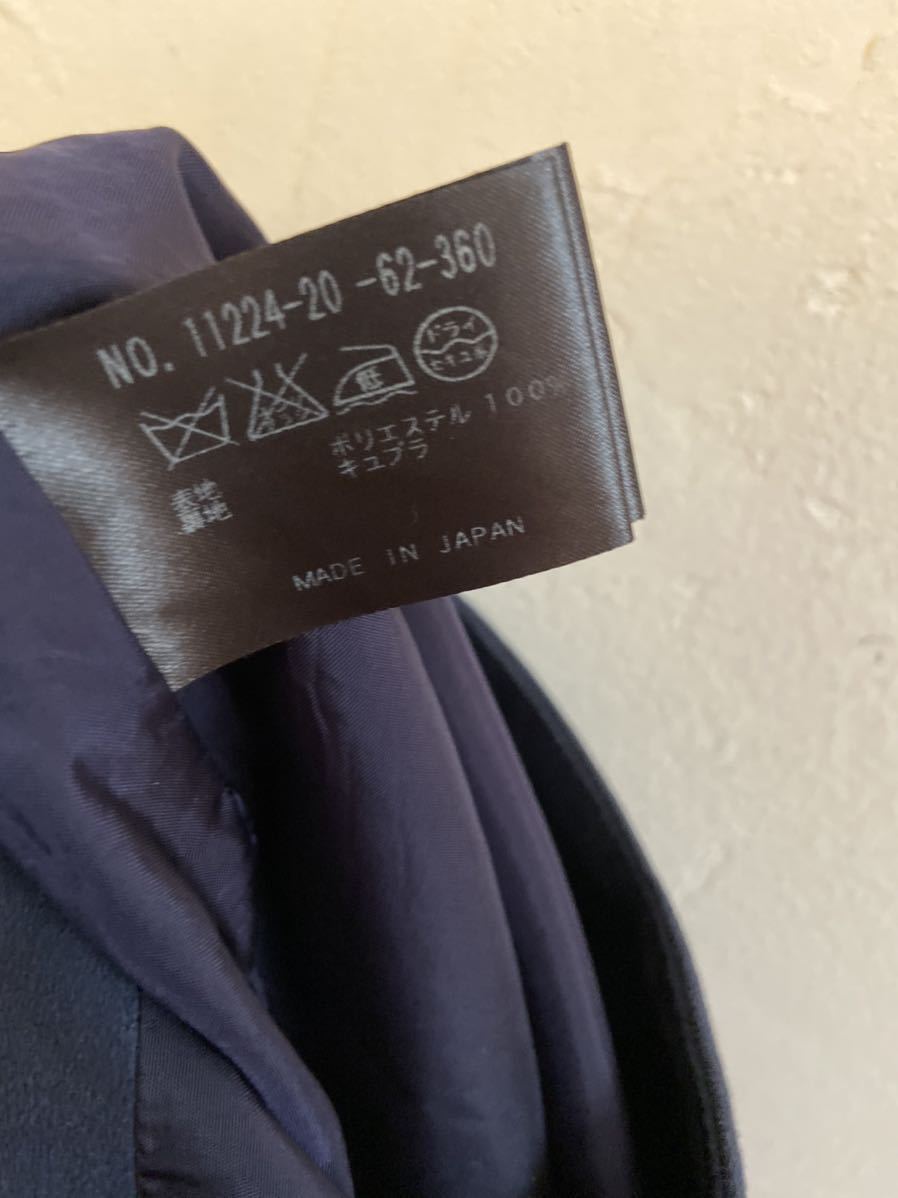 NO. 11224-20 -62-360
ドライ
セキユ系
低
表地 ポリエステル 100%
裏地 キュプラ
MADE IN JAPAN